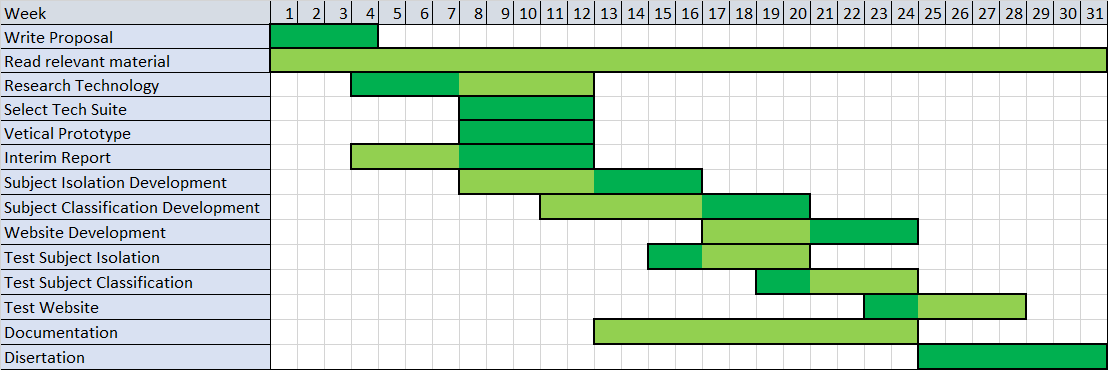 Week 1 2 3 4 5 6 7 8 9 10 11 12 13 14 15 16 17 18 19 20 21 22 23 24 25 26 27 28 29 30 31
Write Proposal
Read relevant material
Research Technology
Select Tech Suite
Vetical Prototype
Interim Report
Subject Isolation Development
Subject Classification Development
Website Development
Test Subject Isolation
Test Subject Classification
Test Website
Documentation
Disertation